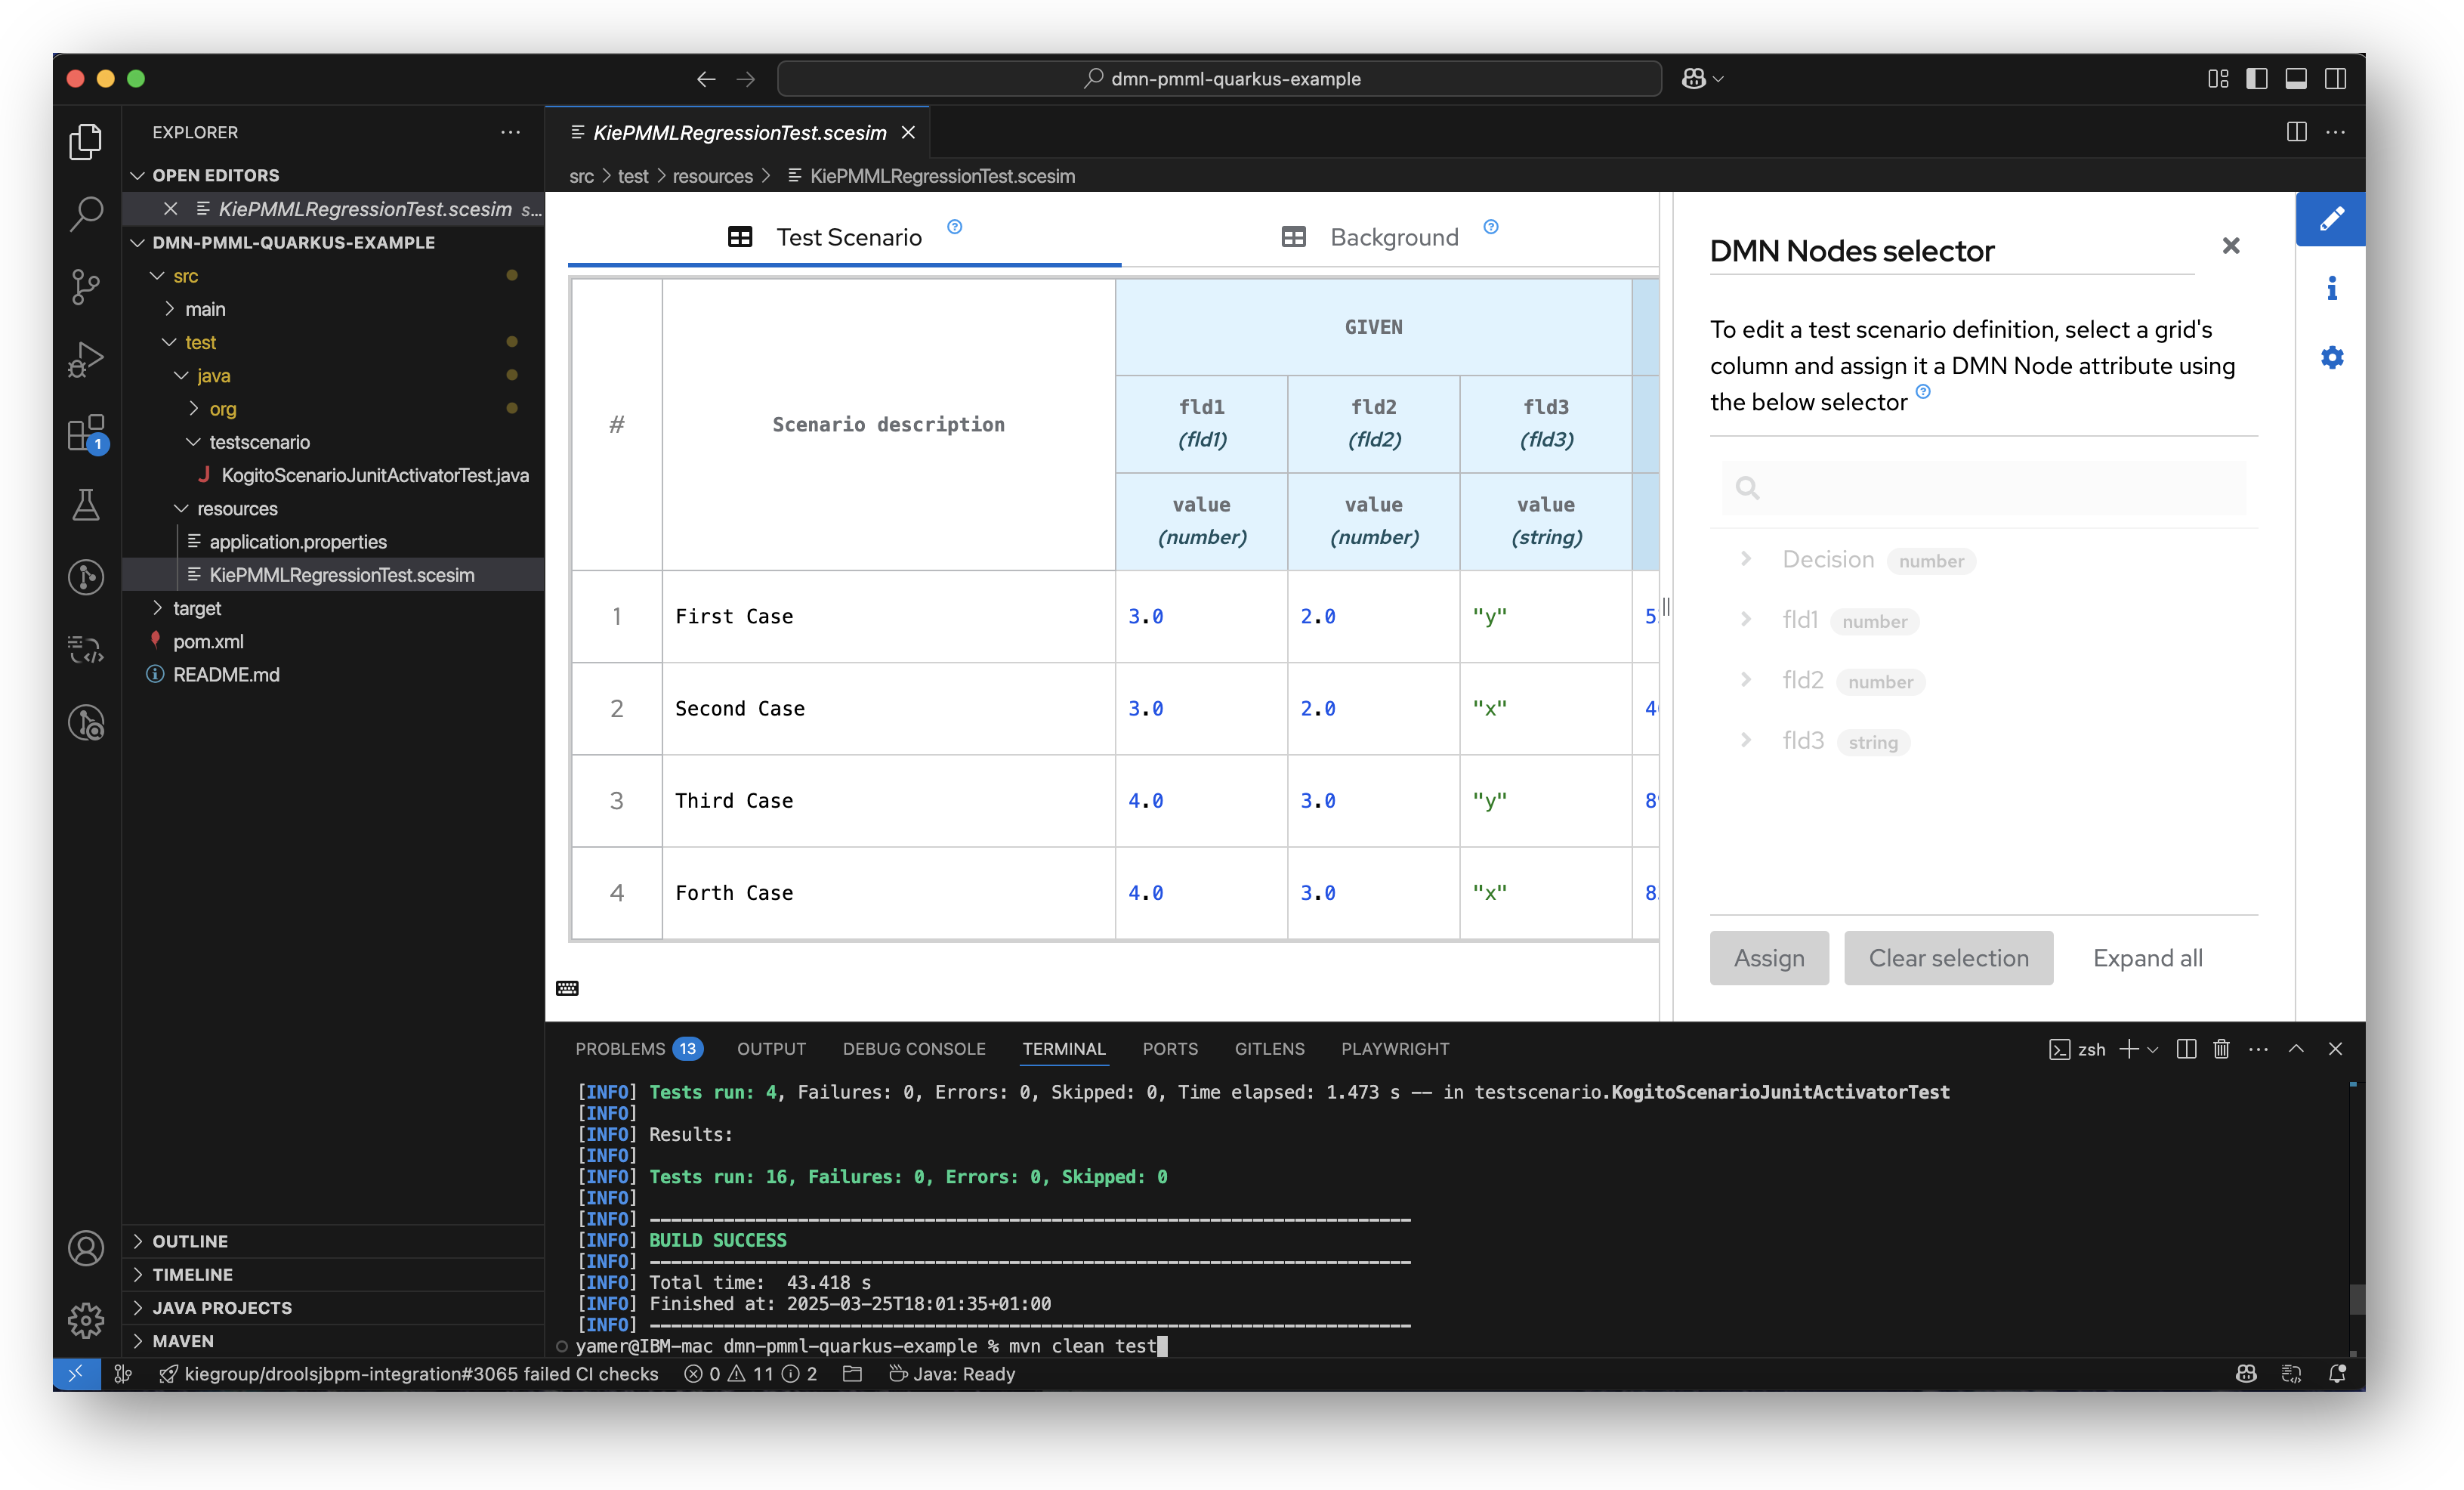 dmn-pmml-quarkus-example
EXPLORER
OPEN EDITORS
KiePMMLRegressionTest.scesim s...
DMN-PMML-QUARKUS-EXAMPLE
src
main
test
java
org
testscenario
J KogitoScenarioJunitActivatorTest.java
resources
application.properties
KiePMMLRegressionTest.scesim
target
pom.xml
README.md
OUTLINE
TIMELINE
JAVA PROJECTS
MAVEN
1
KiePMMLRegressionTest.scesim
src > test > resources > KiePMMLRegressionTest.scesim
Test Scenario
Background
# Scenario description GIVEN
fld1 fld2 fld3
(fld1) (fld2) (fld3)
value value value
(number) (number) (string)
1 First Case 3.0 2.0 "y"
2 Second Case 3.0 2.0 "x"
3 Third Case 4.0 3.0 "y"
4 Forth Case 4.0 3.0 "x"
DMN Nodes selector
To edit a test scenario definition, select a grid's
column and assign it a DMN Node attribute using
the below selector
Decision number
fld1 number
fld2 number
fld3 string
Assign Clear selection Expand all
PROBLEMS 13 OUTPUT DEBUG CONSOLE TERMINAL PORTS GITLENS PLAYWRIGHT zsh
[INFO] Tests run: 4, Failures: 0, Errors: 0, Skipped: 0, Time elapsed: 1.473 s -- in testscenario.KogitoScenarioJunitActivatorTest
[INFO]
[INFO] Results:
[INFO]
[INFO] Tests run: 16, Failures: 0, Errors: 0, Skipped: 0
[INFO]
[INFO] ------------------------------------------------------------------------
[INFO] BUILD SUCCESS
[INFO] ------------------------------------------------------------------------
[INFO] Total time:  43.418 s
[INFO] Finished at: 2025-03-25T18:01:35+01:00
[INFO] ------------------------------------------------------------------------
yamer@IBM-mac dmn-pmml-quarkus-example % mvn clean test
kiegroup/droolsjbpm-integration#3065 failed CI checks 0 11 2 Java: Ready